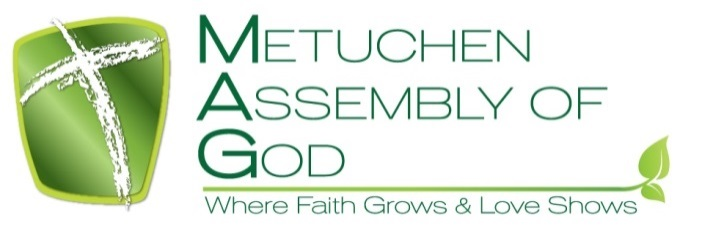 METUCHEN
ASSEMBLY OF
GOD
Where Faith Grows & Love Shows